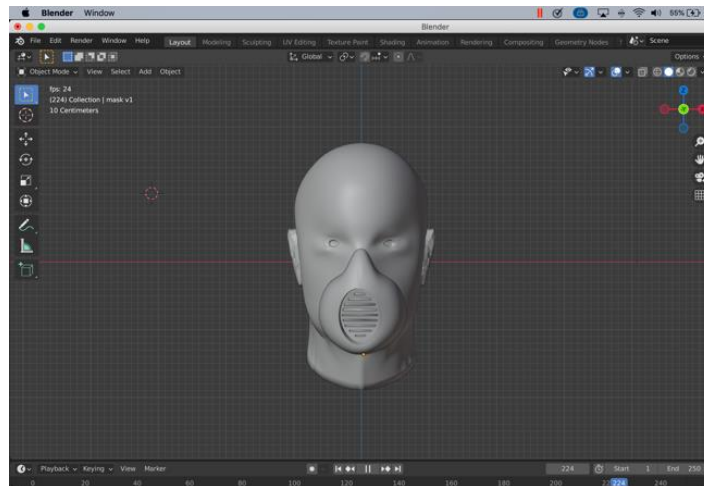 Blender Window
55%
Blender
File Edit Render Window Help Layout Modeling Sculpting UV Editing Texture Paint Shading Animation Rendering Compositing Geometry Nodes Scene
Global Options
Object Mode View Select Add Object
fps: 24
(224) Collection | mask v1
10 Centimeters
Z
Playback Keying View Marker 224 Start 1 End 250
0 20 40 60 80 100 120 140 160 180 200 224 240